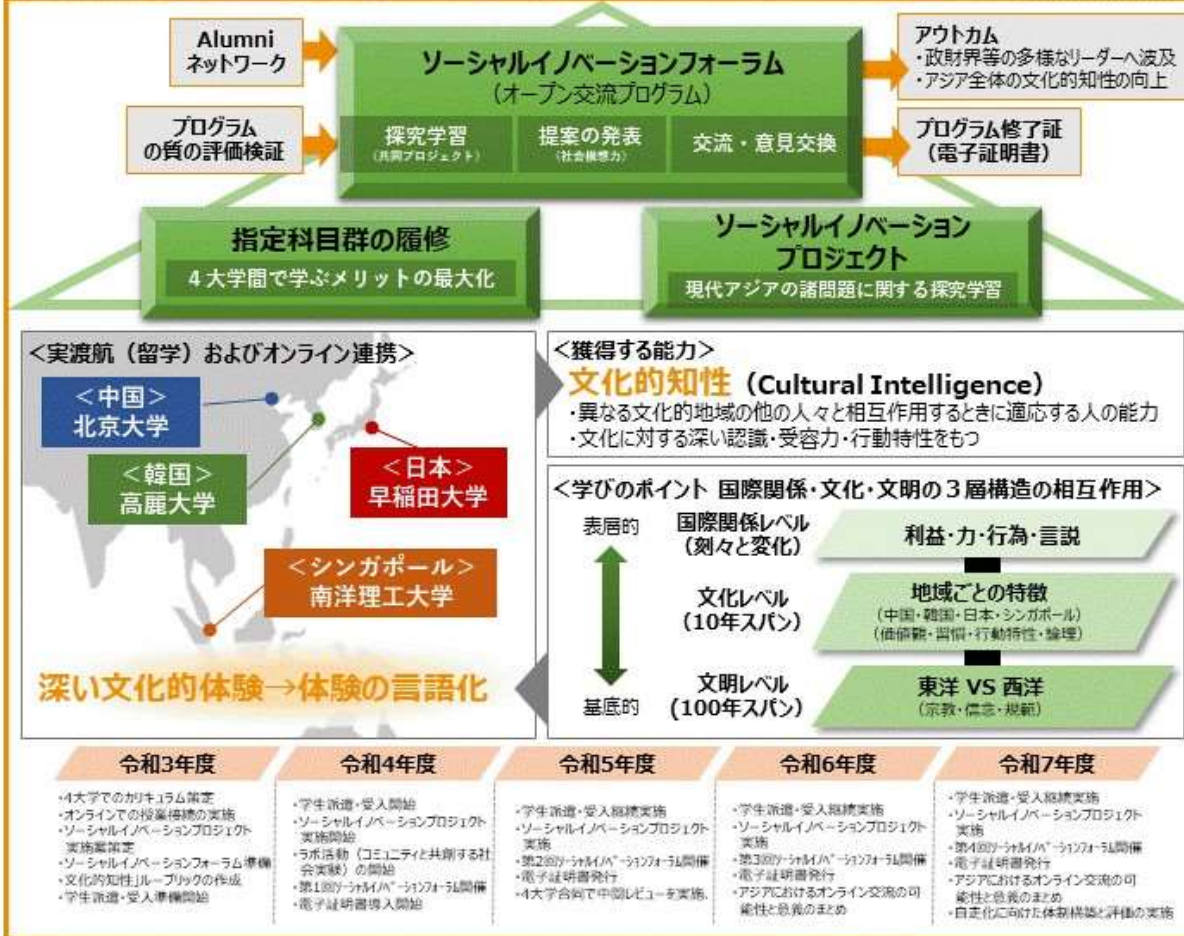 Alumni
ネットワーク
プログラム
の質の評価検証
ソーシャルイノベーションフォーラム
（オープン交流プログラム）
探究学習
（共同プロジェクト）
提案の発表
（社会構想力）
交流・意見交換
アウトカム
・政財界等の多様なリーダーへ波及
・アジア全体の文化的知性の向上
プログラム修了証
（電子証明書）
指定科目群の履修
４大学間で学ぶメリットの最大化
ソーシャルイノベーション
プロジェクト
現代アジアの諸問題に関する探究学習
＜実渡航（留学）およびオンライン連携＞
＜中国＞
北京大学
＜韓国＞
高麗大学
＜日本＞
早稲田大学
＜シンガポール＞
南洋理工大学
深い文化的体験→体験の言語化
＜獲得する能力＞
文化的知性（Cultural Intelligence）
・異なる文化的地域の他の人々と相互作用するときに適応する人の能力
・文化に対する深い認識・受容力・行動特性をもつ
＜学びのポイント 国際関係・文化・文明の３層構造の相互作用＞
表層的
基底的
国際関係レベル
（刻々と変化）
利益・力・行為・言説
文化レベル
（10年スパン）
地域ごとの特徴
（中国・韓国・日本・シンガポール）
（価値観・習慣・行動特性・論理）
文明レベル
（100年スパン）
東洋 VS 西洋
（宗教・信念・規範）
令和3年度
・4大学でのカリキュラム策定
・オンラインでの授業接続の実施
・ソーシャルイノベーションプロジェクト
実施案策定
・ソーシャルイノベーションフォーラム準備
・文化的知性」ルーブリックの作成
・学生派遣・受入準備開始
令和4年度
・学生派遣・受入開始
・ソーシャルイノベーションプロジェクト
実施開始
・ラボ活動（コミュニティと共創する社
会実験）の開始
・第1回ソーシャルイノベーションフォーラム開催
・電子証明書導入開始
令和5年度
・学生派遣・受入継続実施
・ソーシャルイノベーションプロジェクト
実施
・第2回ソーシャルイノベーションフォーラム開催
・電子証明書発行
・4大学合同で中間レビューを実施.
令和6年度
・学生派遣・受入継続実施
・ソーシャルイノベーションプロジェクト
実施
・第3回ソーシャルイノベーションフォーラム開催
・電子証明書発行
・アジアにおけるオンライン交流の可
能性と意義のまとめ
令和7年度
・学生派遣・受入継続実施
・ソーシャルイノベーションプロジェクト
実施
・第4回ソーシャルイノベーションフォーラム開催
・電子証明書発行
・アジアにおけるオンライン交流の可
能性と意義のまとめ
・自走化に向けた体制構築と評価の実施